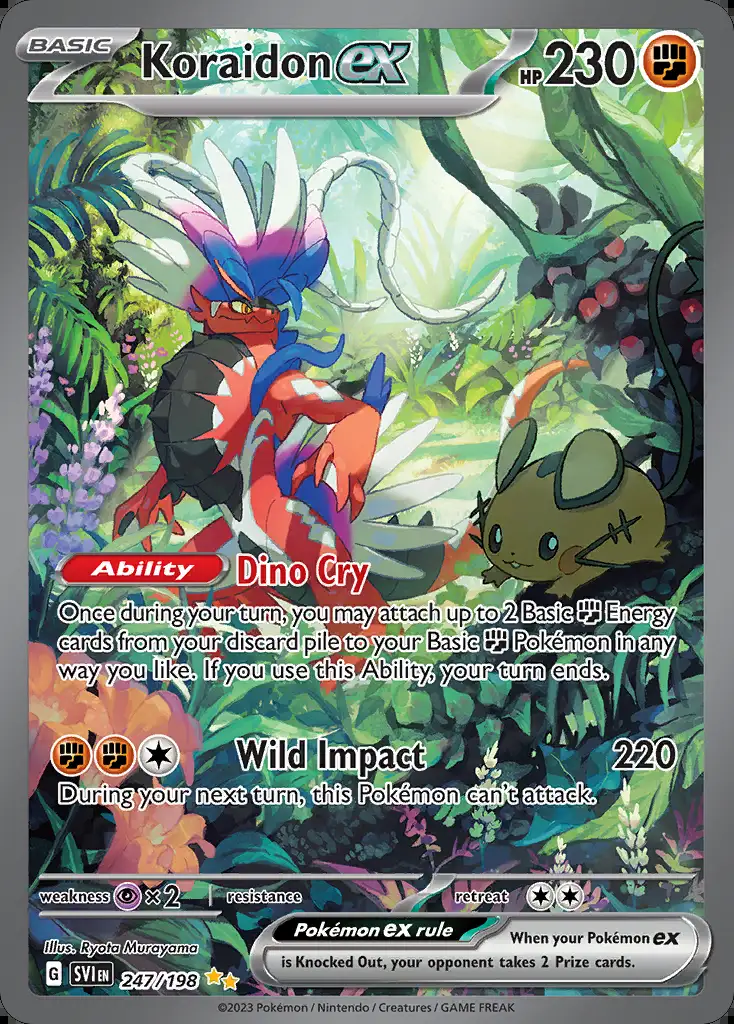 BASIC
Koraidon ex
HP 230
Ability Dino Cry
Once during your turn, you may attach up to 2 Basic Energy
cards from your discard pile to your Basic Pokémon in any
way you like. If you use this Ability, your turn ends.
Wild Impact 220
During your next turn, this Pokémon can't attack.
weakness ×2 resistance retreat
Illus. Ryota Murayama
Pokémon ex rule
When your Pokémon ex
is Knocked Out, your opponent takes 2 Prize cards.
G SVI EN 247/198
©2023 Pokémon / Nintendo / Creatures / GAME FREAK